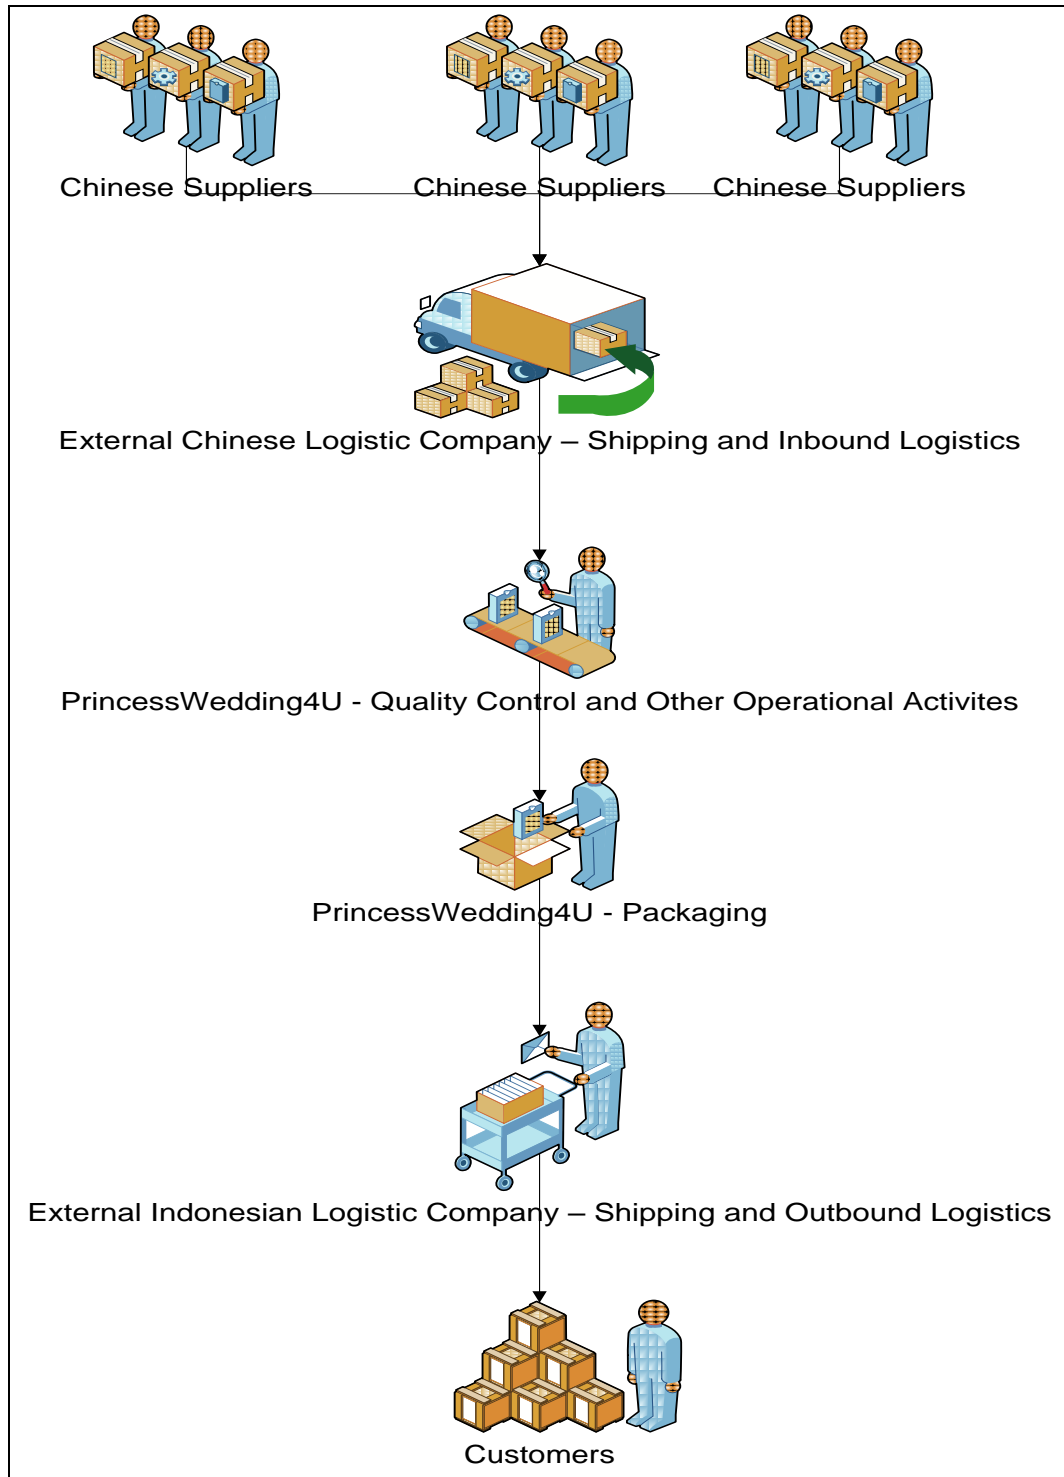 Chinese Suppliers
Chinese Suppliers
Chinese Suppliers
External Chinese Logistic Company – Shipping and Inbound Logistics
PrincessWedding4U - Quality Control and Other Operational Activites
PrincessWedding4U - Packaging
External Indonesian Logistic Company – Shipping and Outbound Logistics
Customers